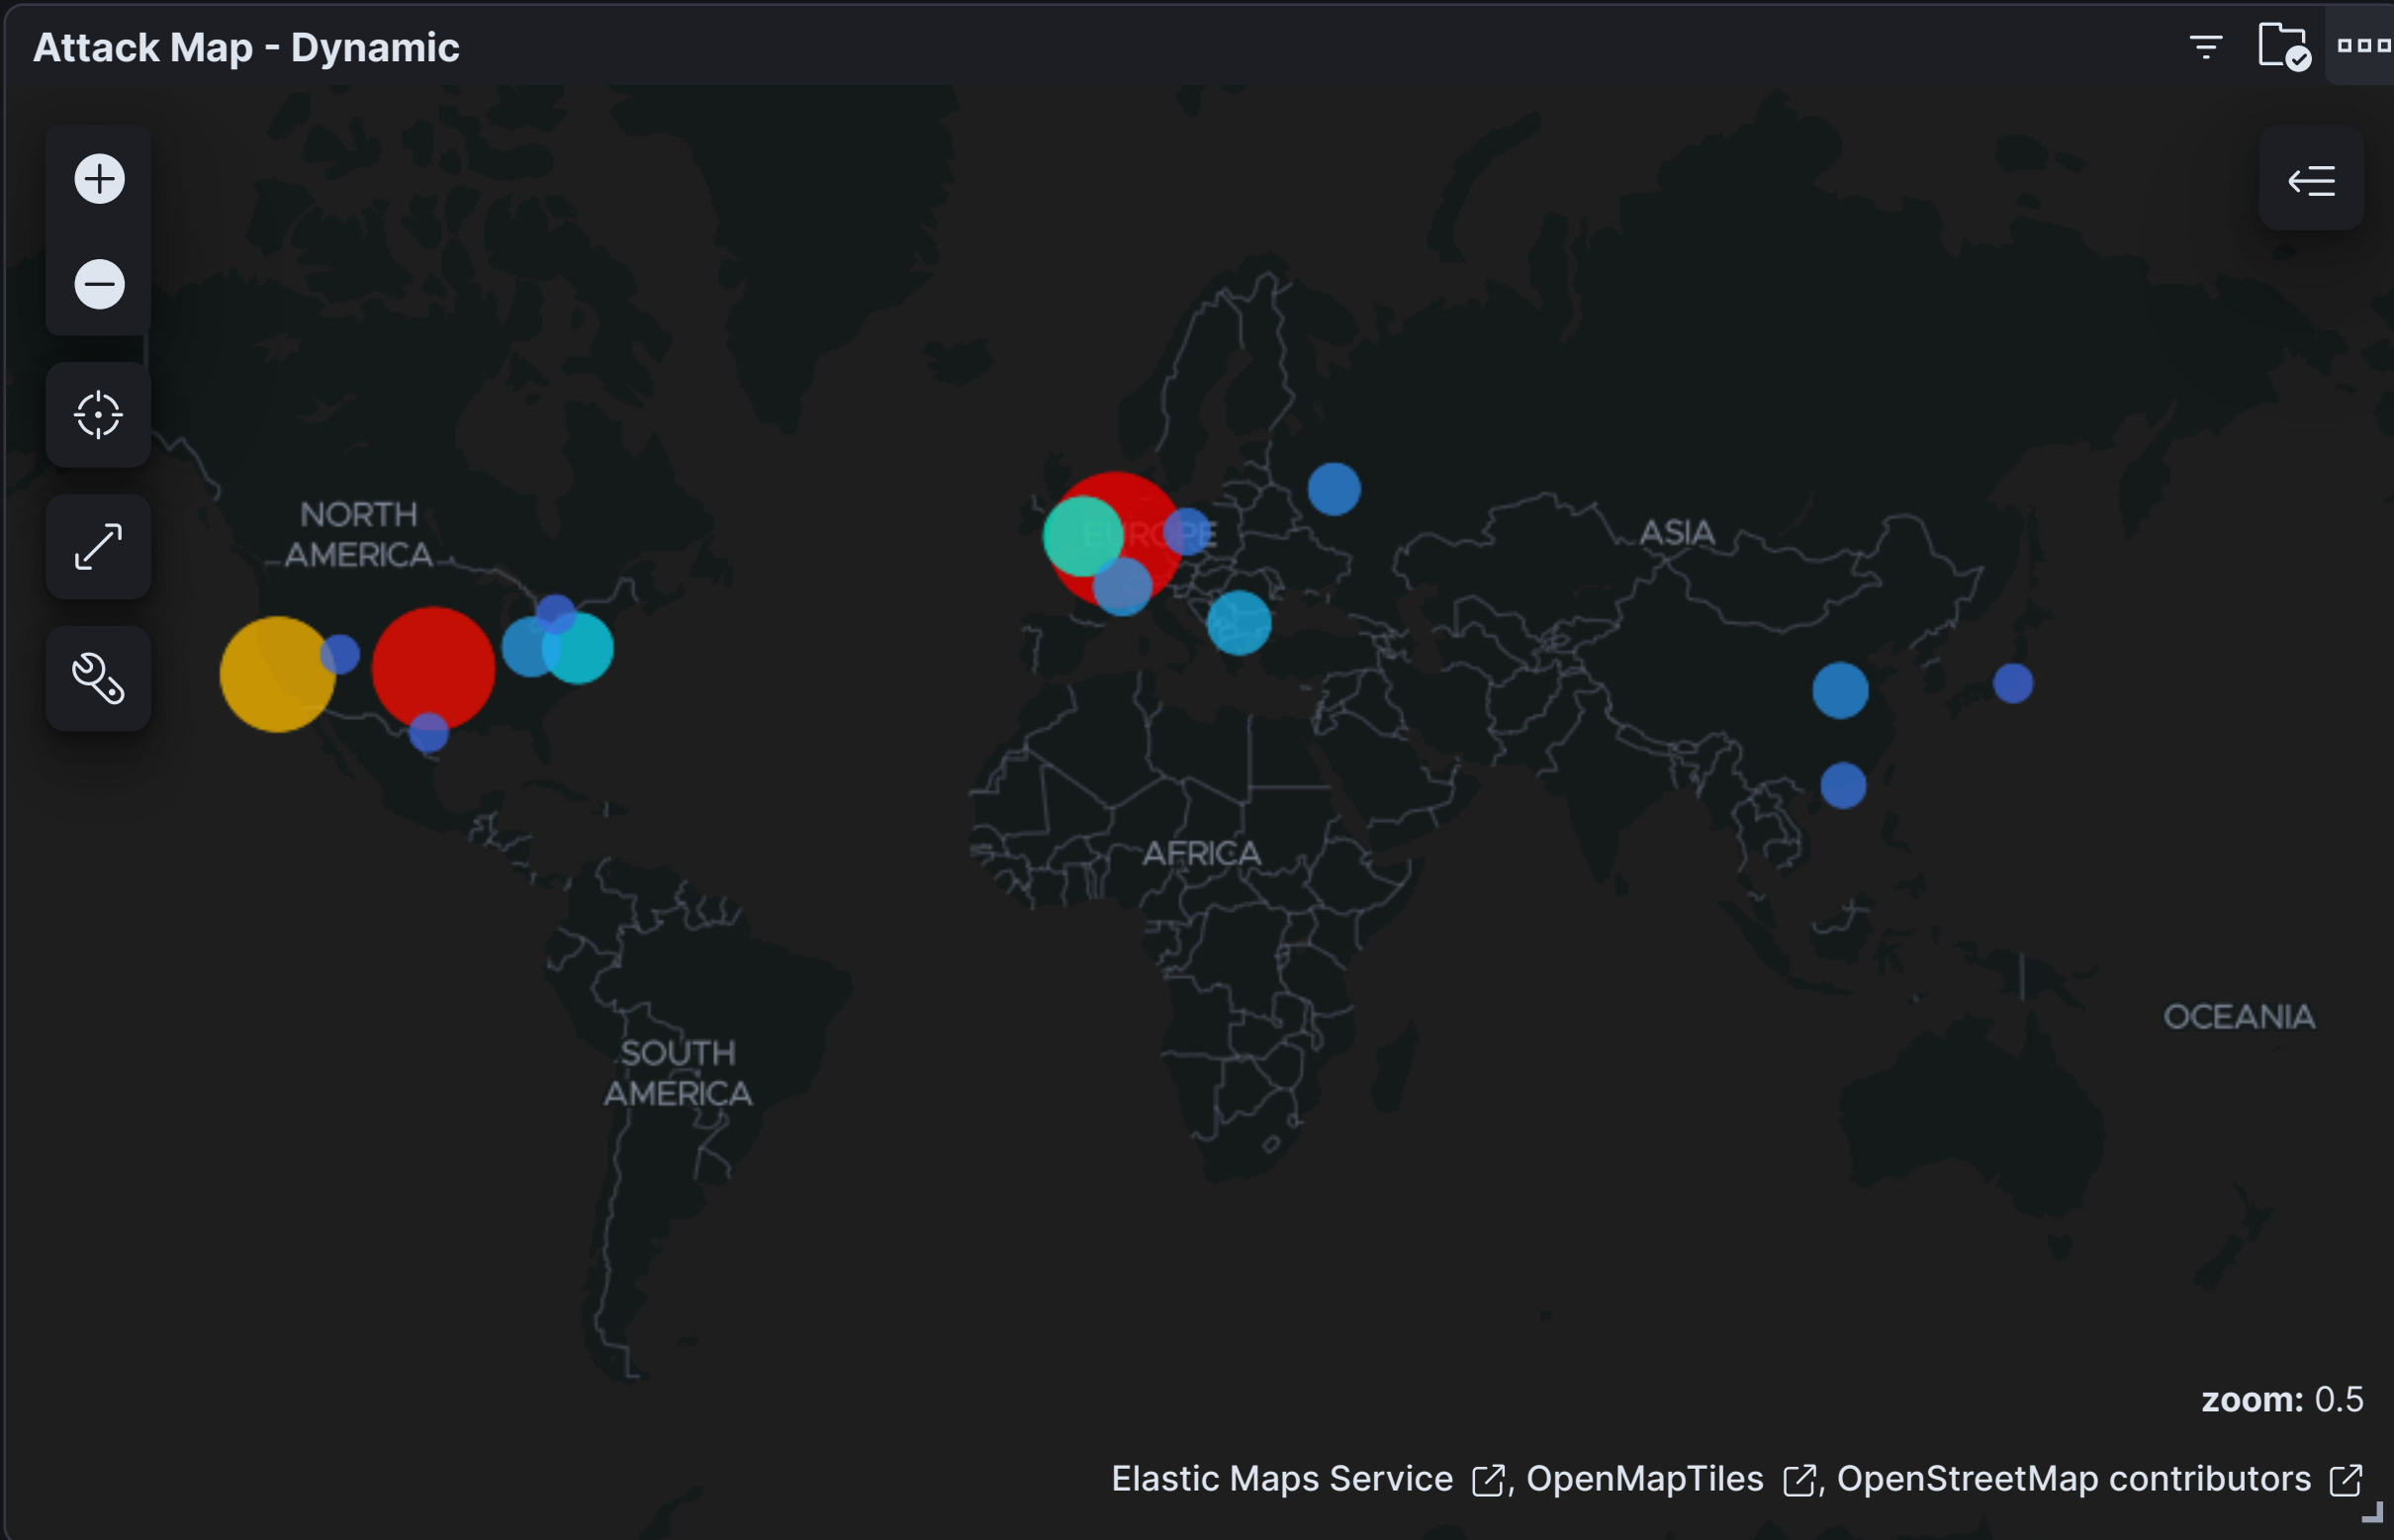 Attack Map - Dynamic
NORTH
AMERICA
EUROPE
ASIA
AFRICA
OCEANIA
SOUTH
AMERICA
zoom: 0.5
Elastic Maps Service , OpenMapTiles , OpenStreetMap contributors